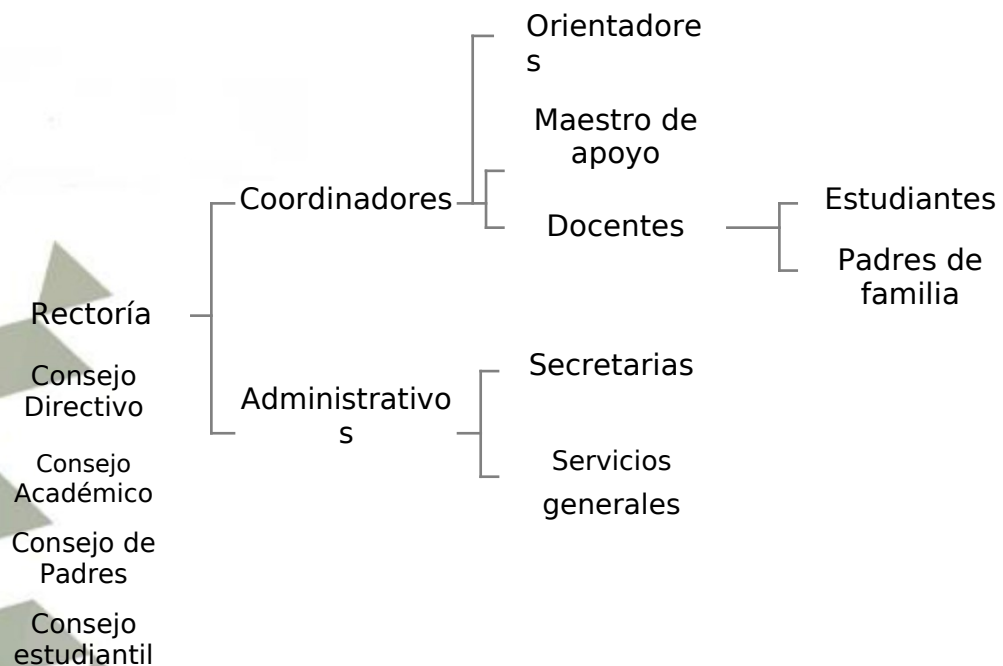 Orientadore
s
Maestro de
apoyo
Coordinadores
Docentes
Estudiantes
Padres de
familia
Rectoría
Consejo
Directivo
Consejo
Académico
Consejo de
Padres
Consejo
estudiantil
Administrativo
s
Secretarias
Servicios
generales